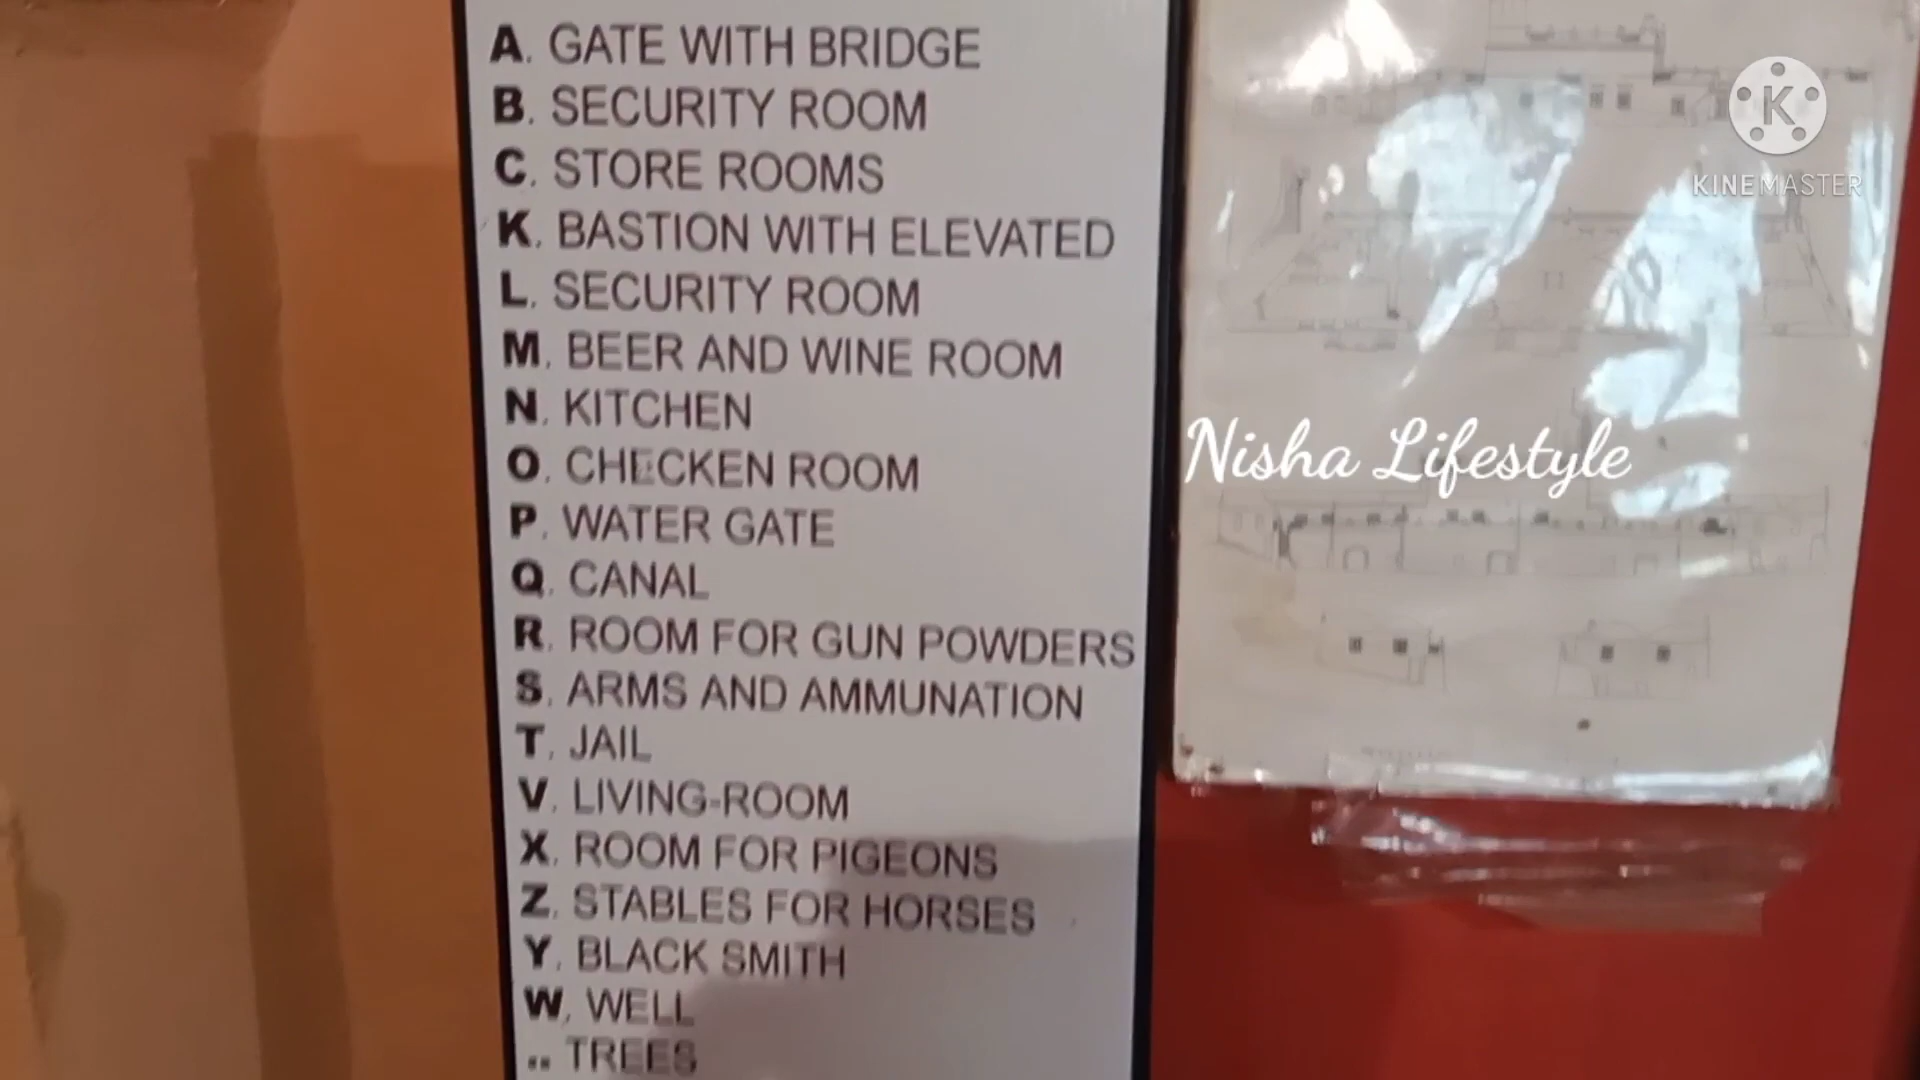 A. GATE WITH BRIDGE
B. SECURITY ROOM
C. STORE ROOMS
K. BASTION WITH ELEVATED
L. SECURITY ROOM
M. BEER AND WINE ROOM
N. KITCHEN
O. CHECKEN ROOM
P. WATER GATE
Q. CANAL
R. ROOM FOR GUN POWDERS
S. ARMS AND AMMUNATION
T. JAIL
V. LIVING-ROOM
X. ROOM FOR PIGEONS
Z. STABLES FOR HORSES
Y. BLACK SMITH
W. WELL
.. TREES
K
KINEMASTER
Nisha Lifestyle